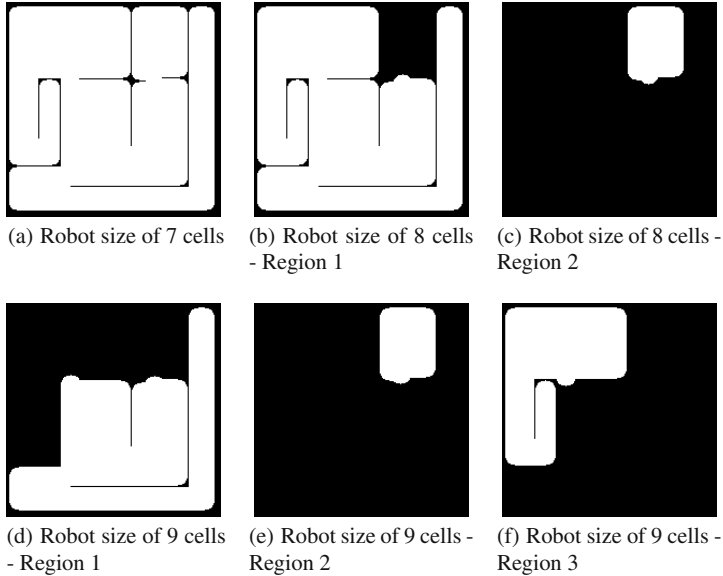 (a) Robot size of 7 cells
(b) Robot size of 8 cells
- Region 1
(c) Robot size of 8 cells -
Region 2
(d) Robot size of 9 cells
- Region 1
(e) Robot size of 9 cells -
Region 2
(f) Robot size of 9 cells -
Region 3